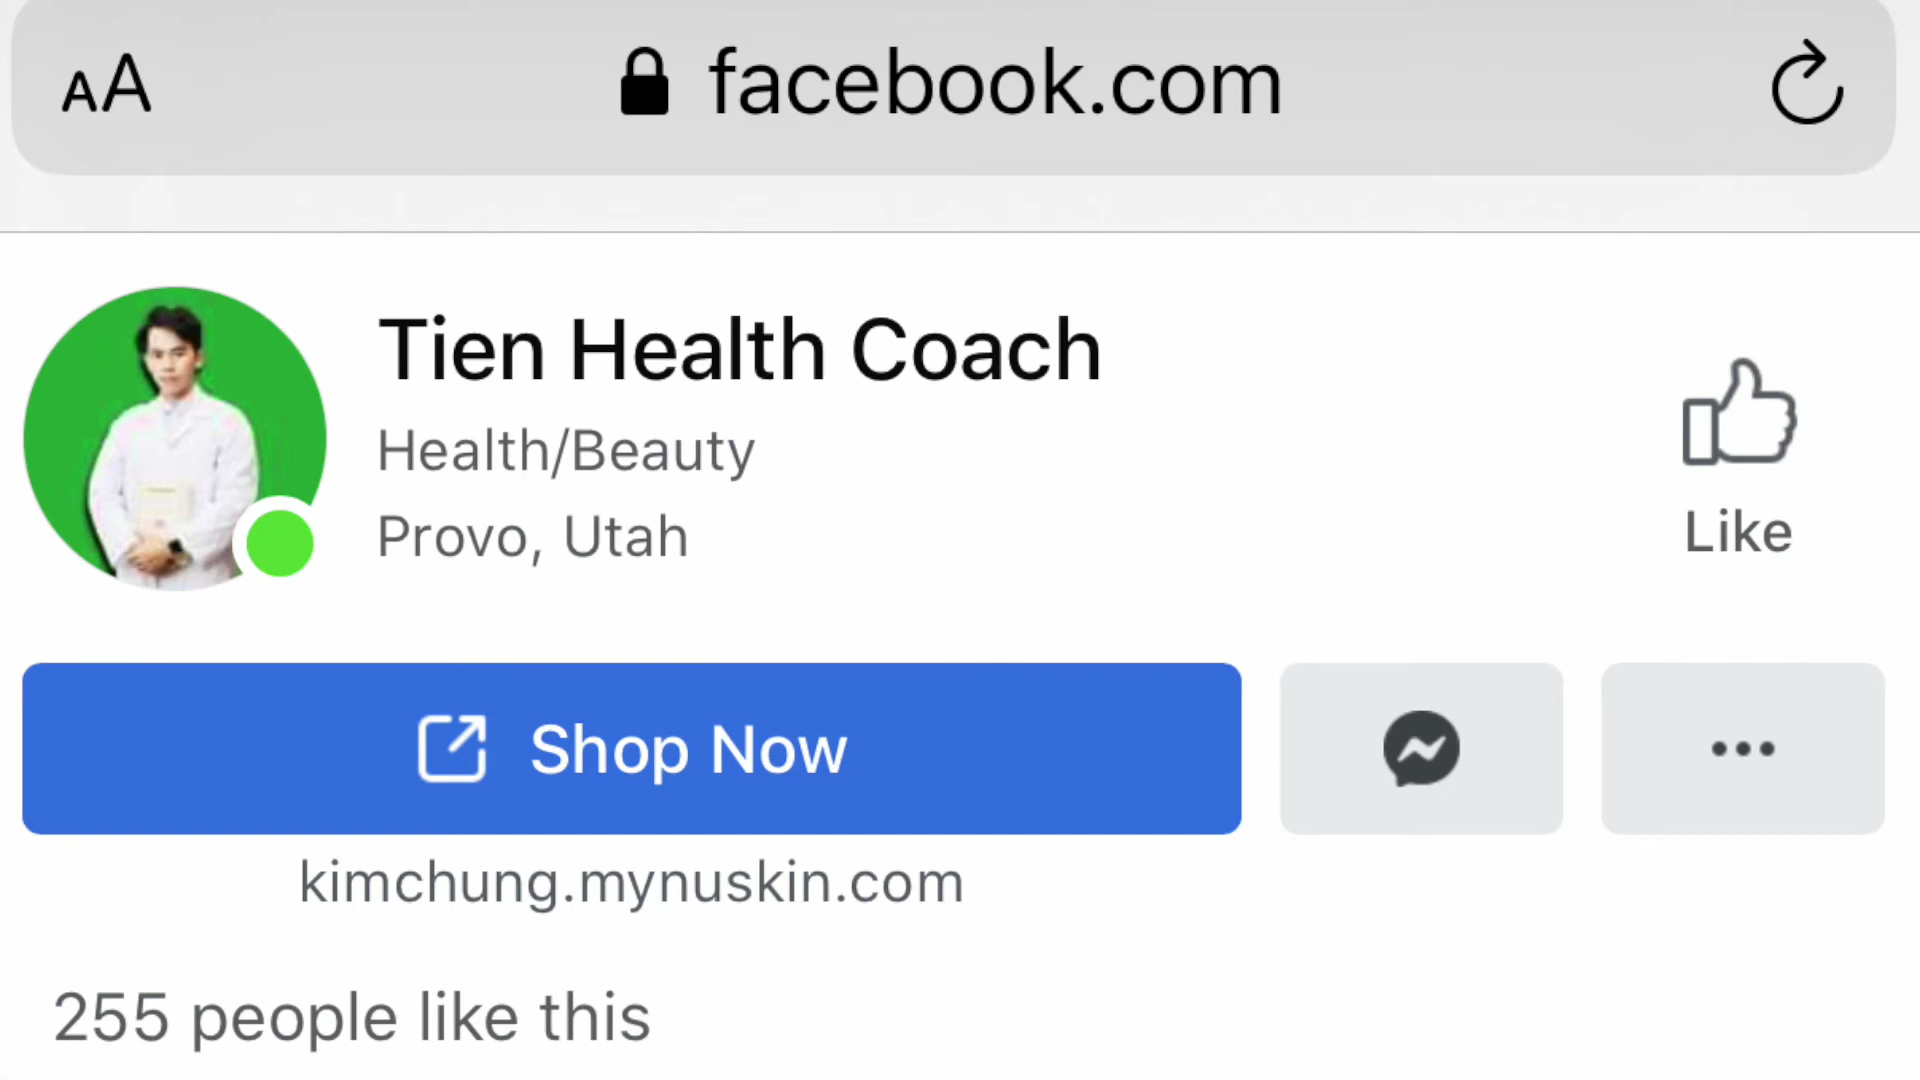 AA facebook.com
Tien Health Coach
Health/Beauty
Provo, Utah
Like
Shop Now
kimchung.mynuskin.com
255 people like this